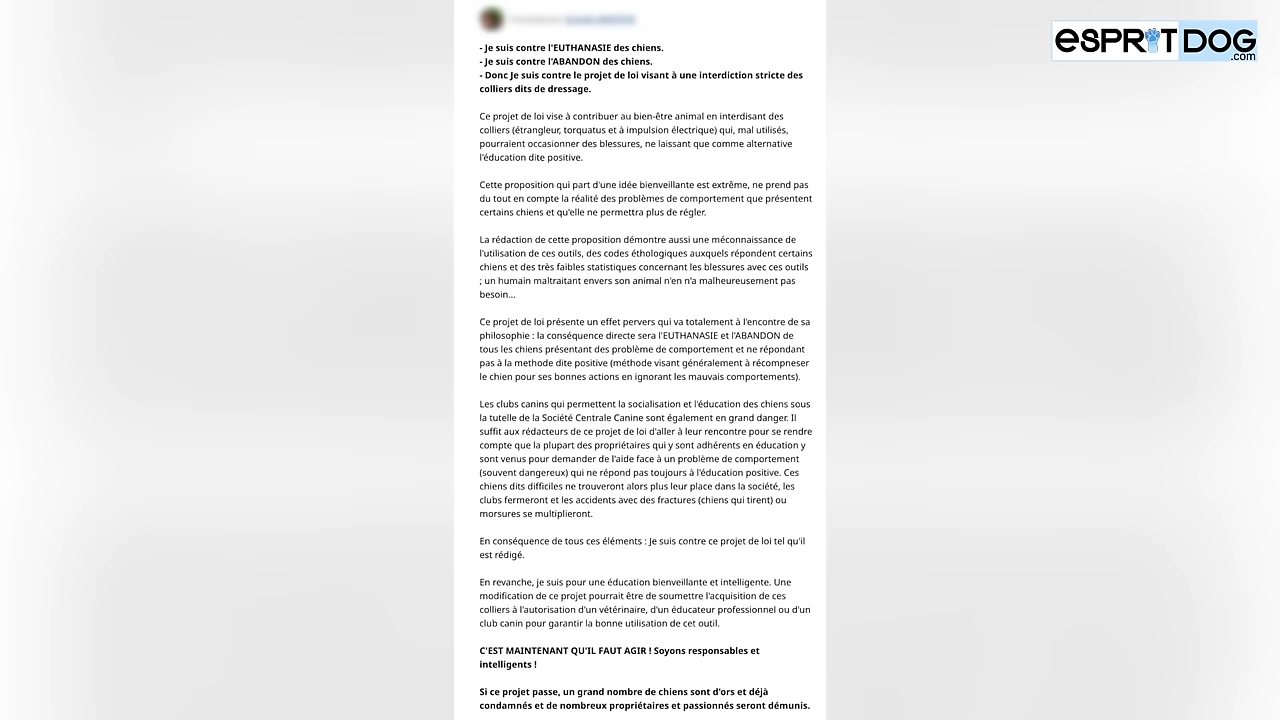 ESPRIT DOG
.com
- Je suis contre l'EUTHANASIE des chiens.
- Je suis contre l'ABANDON des chiens.
- Donc Je suis contre le projet de loi visant à une interdiction stricte des
colliers dits de dressage.
Ce projet de loi vise à contribuer au bien-être animal en interdisant des
colliers (étrangleur, torquatus et à impulsion électrique) qui, mal utilisés,
pourraient occasionner des blessures, ne laissant que comme alternative
l'éducation dite positive.
Cette proposition qui part d'une idée bienveillante est extrême, ne prend pas
du tout en compte la réalité des problèmes de comportement que présentent
certains chiens et qu'elle ne permettra plus de régler.
La rédaction de cette proposition démontre aussi une méconnaissance de
l'utilisation de ces outils, des codes éthologiques auxquels répondent certains
chiens et des très faibles statistiques concernant les blessures avec ces outils
; un humain maltraitant envers son animal n'en n'a malheureusement pas
besoin...
Ce projet de loi présente un effet pervers qui va totalement à l'encontre de sa
philosophie : la conséquence directe sera l'EUTHANASIE et l'ABANDON de
tous les chiens présentant des problème de comportement et ne répondant
pas à la methode dite positive (méthode visant généralement à récompneser
le chien pour ses bonnes actions en ignorant les mauvais comportements).
Les clubs canins qui permettent la socialisation et l'éducation des chiens sous
la tutelle de la Société Centrale Canine sont également en grand danger. Il
suffit aux rédacteurs de ce projet de loi d'aller à leur rencontre pour se rendre
compte que la plupart des propriétaires qui y sont adhérents en éducation y
sont venus pour demander de l'aide face à un problème de comportement
(souvent dangereux) qui ne répond pas toujours à l'éducation positive. Ces
chiens dits difficiles ne trouveront alors plus leur place dans la société, les
clubs fermeront et les accidents avec des fractures (chiens qui tirent) ou
morsures se multiplieront.
En conséquence de tous ces éléments : Je suis contre ce projet de loi tel qu'il
est rédigé.
En revanche, je suis pour une éducation bienveillante et intelligente. Une
modification de ce projet pourrait être de soumettre l'acquisition de ces
colliers à l'autorisation d'un vétérinaire, d'un éducateur professionnel ou d'un
club canin pour garantir la bonne utilisation de cet outil.
C'EST MAINTENANT QU'IL FAUT AGIR ! Soyons responsables et
intelligents !
Si ce projet passe, un grand nombre de chiens sont d'ors et déjà
condamnés et de nombreux propriétaires et passionnés seront démunis.